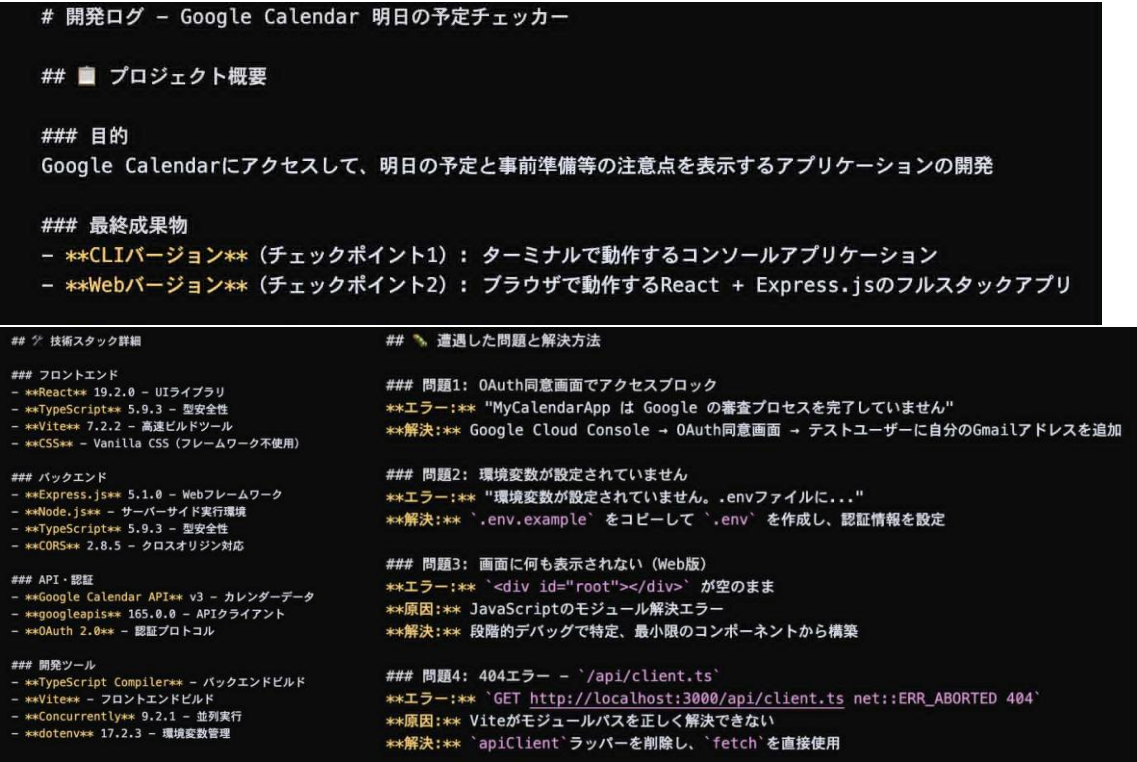 # 開発ログ - Google Calendar 明日の予定チェッカー
## 📋 プロジェクト概要
### 目的
Google Calendarにアクセスして、明日の予定と事前準備等の注意点を表示するアプリケーションの開発
### 最終成果物
- **CLIバージョン**（チェックポイント1）: ターミナルで動作するコンソールアプリケーション
- **Webバージョン**（チェックポイント2）: ブラウザで動作するReact + Express.jsのフルスタックアプリ
## 🛠 技術スタック詳細
### フロントエンド
- **React** 19.2.0 - UIライブラリ
- **TypeScript** 5.9.3 - 型安全性
- **Vite** 7.2.2 - 高速ビルドツール
- **CSS** - Vanilla CSS（フレームワーク不使用）
### バックエンド
- **Express.js** 5.1.0 - Webフレームワーク
- **Node.js** - サーバーサイド実行環境
- **TypeScript** 5.9.3 - 型安全性
- **CORS** 2.8.5 - クロスオリジン対応
### API・認証
- **Google Calendar API** v3 - カレンダーデータ
- **googleapis** 165.0.0 - APIクライアント
- **OAuth 2.0** - 認証プロトコル
### 開発ツール
- **TypeScript Compiler** - バックエンドビルド
- **Vite** - フロントエンドビルド
- **Concurrently** 9.2.1 - 並列実行
- **dotenv** 17.2.3 - 環境変数管理
## 🐛 遭遇した問題と解決方法
### 問題1: OAuth同意画面でアクセスブロック
**エラー:** "MyCalendarApp は Google の審査プロセスを完了していません"
**解決:** Google Cloud Console → OAuth同意画面 → テストユーザーに自分のGmailアドレスを追加
### 問題2: 環境変数が設定されていません
**エラー:** "環境変数が設定されていません。.envファイルに..."
**解決:** `.env.example` をコピーして `.env` を作成し、認証情報を設定
### 問題3: 画面に何も表示されない（Web版）
**エラー:** `<div id="root"></div>` が空のまま
**原因:** JavaScriptのモジュール解決エラー
**解決:** 段階的デバッグで特定、最小限のコンポーネントから構築
### 問題4: 404エラー - `/api/client.ts`
**エラー:** `GET http://localhost:3000/api/client.ts net::ERR_ABORTED 404`
**原因:** Viteがモジュールパスを正しく解決できない
**解決:** `apiClient`ラッパーを削除し、`fetch`を直接使用